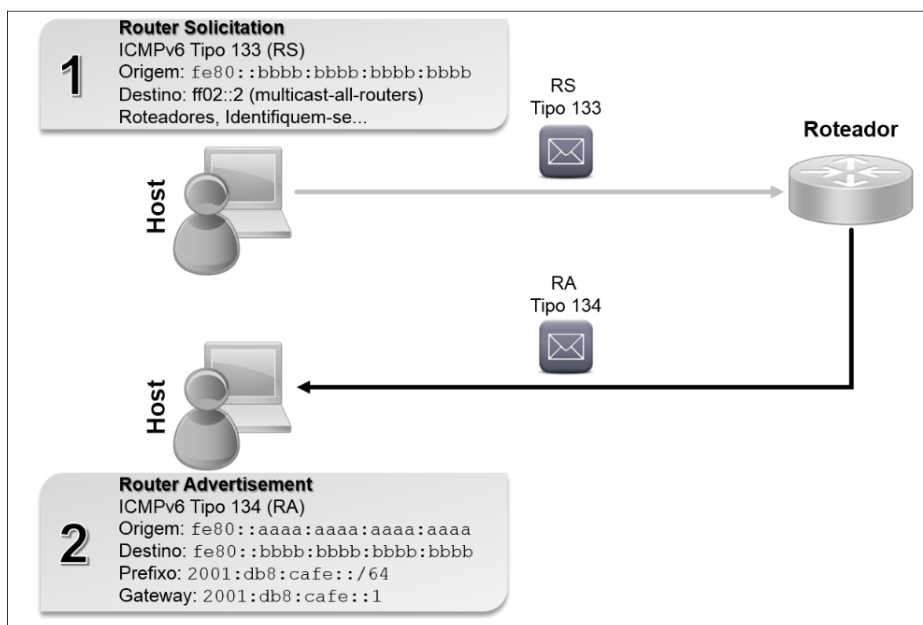 1
Router Solicitation
ICMPv6 Tipo 133 (RS)
Origem: fe80::bbbb:bbbb:bbbb:bbbb
Destino: ff02::2 (multicast-all-routers)
Roteadores, Identifiquem-se...
RS
Tipo 133
Roteador
Host
RA
Tipo 134
Host
2
Router Advertisement
ICMPv6 Tipo 134 (RA)
Origem: fe80::aaaa:aaaa:aaaa:aaaa
Destino: fe80::bbbb:bbbb:bbbb:bbbb
Prefixo: 2001:db8:cafe::/64
Gateway: 2001:db8:cafe::1